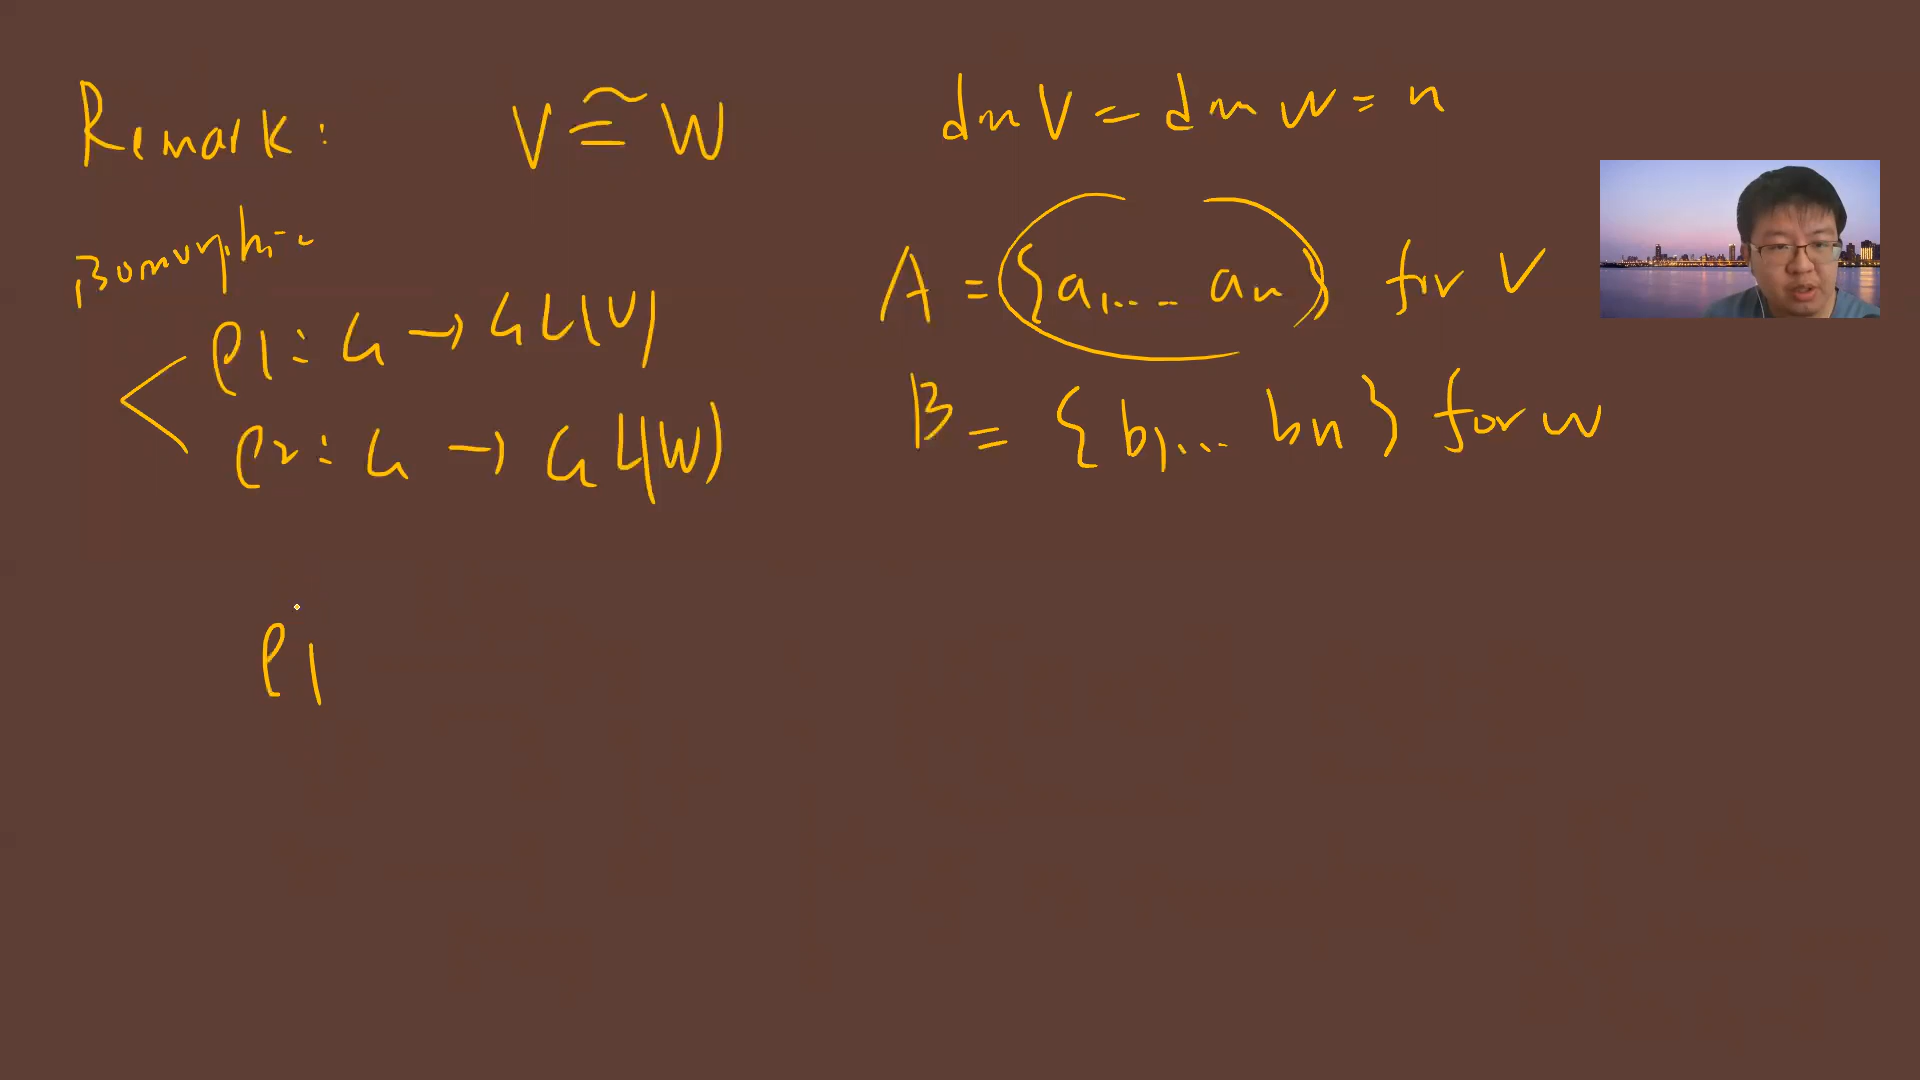 Remark: V ≅ W
dim V = dim W = n
isomorphic
ρ1: G → GL(V)
ρ2: G → GL(W)
A = {a1,... an} for V
B = {b1,... bn} for W
ρ1